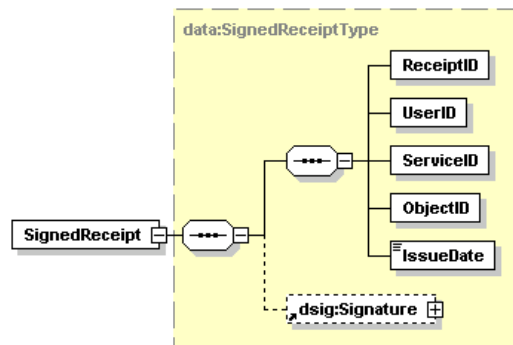 data:SignedReceiptType
ReceiptID
UserID
ServiceID
ObjectID
IssueDate
SignedReceipt
dsig:Signature